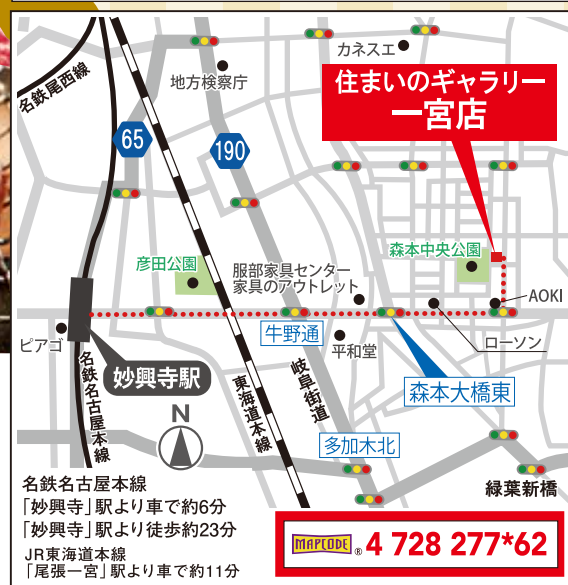 名鉄尾西線
地方検察庁
カネスエ
住まいのギャラリー
一宮店
65
190
彦田公園
服部家具センター
家具のアウトレット
森本中央公園
AOKI
ピアゴ
牛野通
平和堂
ローソン
妙興寺駅
名鉄名古屋本線
東海道本線
岐阜街道
森本大橋東
N
多加木北
緑葉新橋
名鉄名古屋本線
「妙興寺」駅より車で約6分
「妙興寺」駅より徒歩約23分
JR東海道本線
「尾張一宮」駅より車で約11分
MAPCODE ® 4 728 277*62